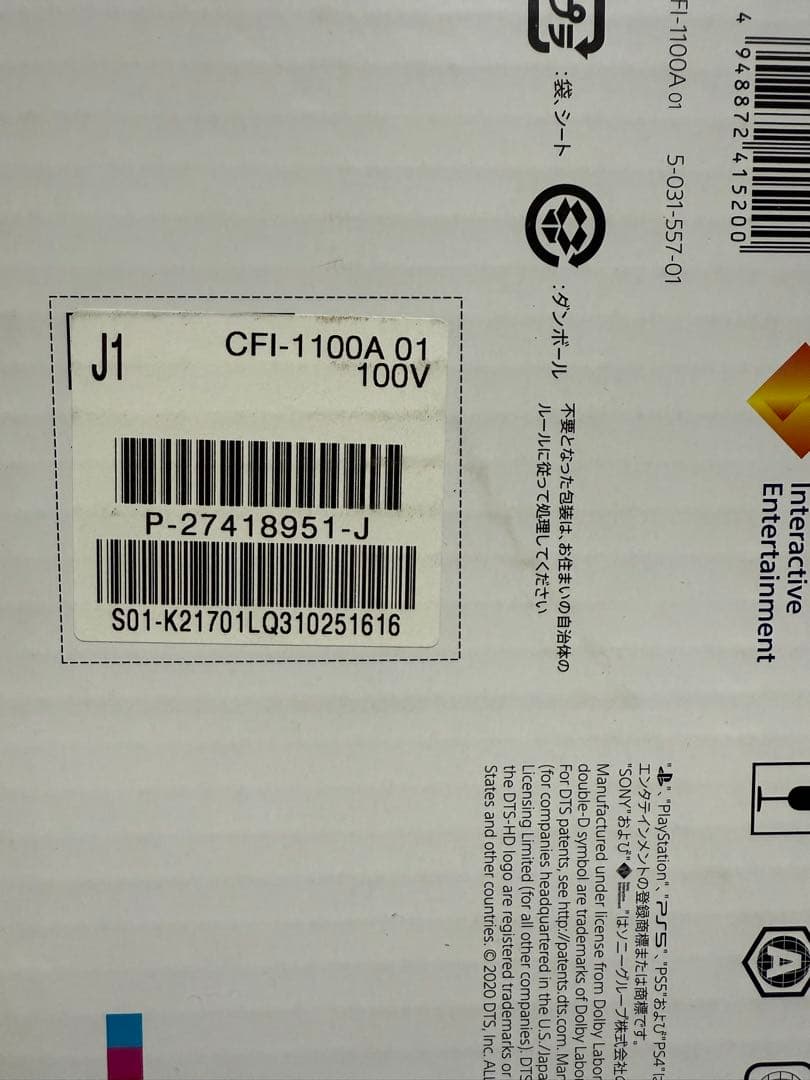 J1
CFI-1100A 01
100V
P-27418951-J
S01-K21701LQ310251616
4 948872 415200
FI-1100A 01 5-031-557-01
プラ
:袋、シート
:ダンボール
不要となった包装は、お住まいの自治体の
ルールに従って処理してください
Interactive
Entertainment
"、"PlayStation"、"PS5"、"PS5"および"PS4"は
エンタテインメントの登録商標または商標です。
"SONY"および" "はソニーグループ株式会社の
Manufactured under license from Dolby Labor
double-D symbol are trademarks of Dolby Labo
For DTS patents, see http://patents.dts.com. Man
(for companies headquartered in the U.S./Japa
Licensing Limited (for all other companies). DTS
the DTS-HD logo are registered trademarks or
States and other countries. © 2020 DTS, Inc. ALL
A